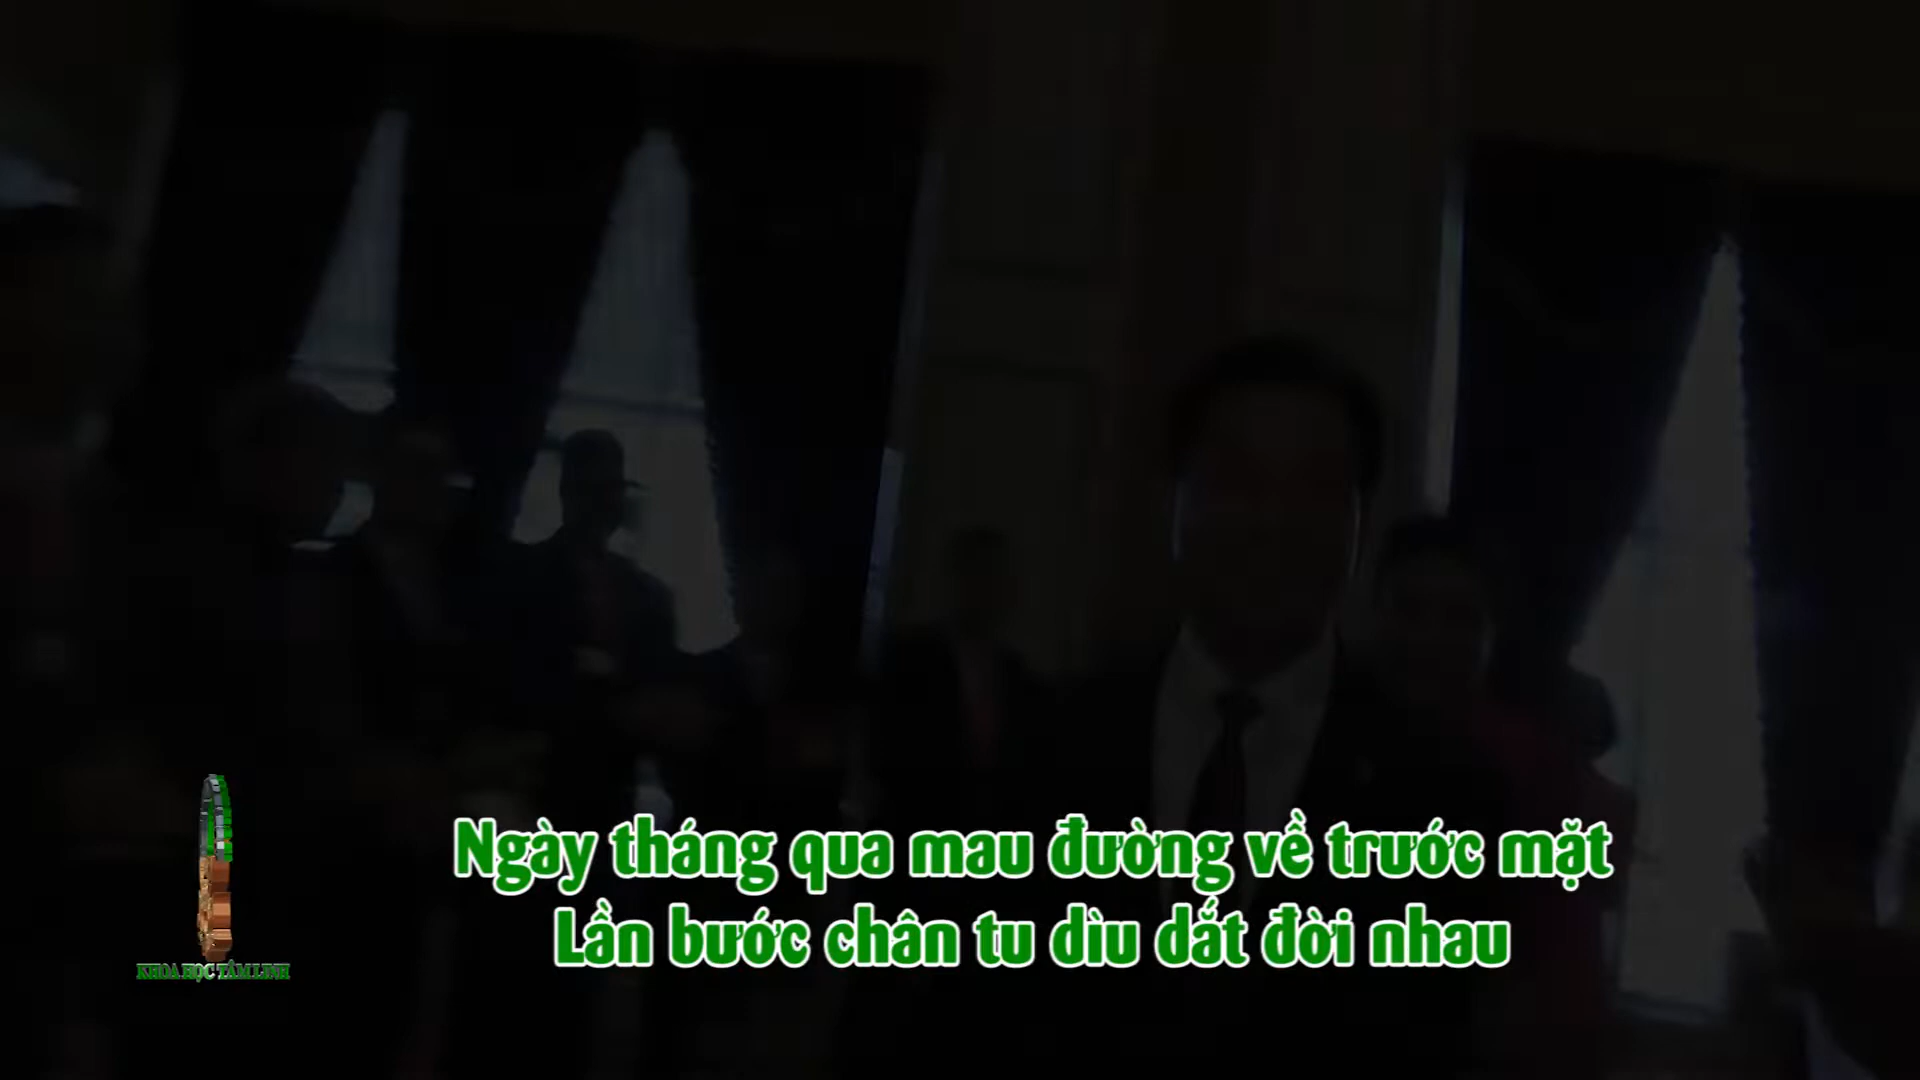 Ngày tháng qua mau đường về trước mặt
Lần bước chân tu dìu dắt đời nhau
KHOA HỌC TÂM LINH